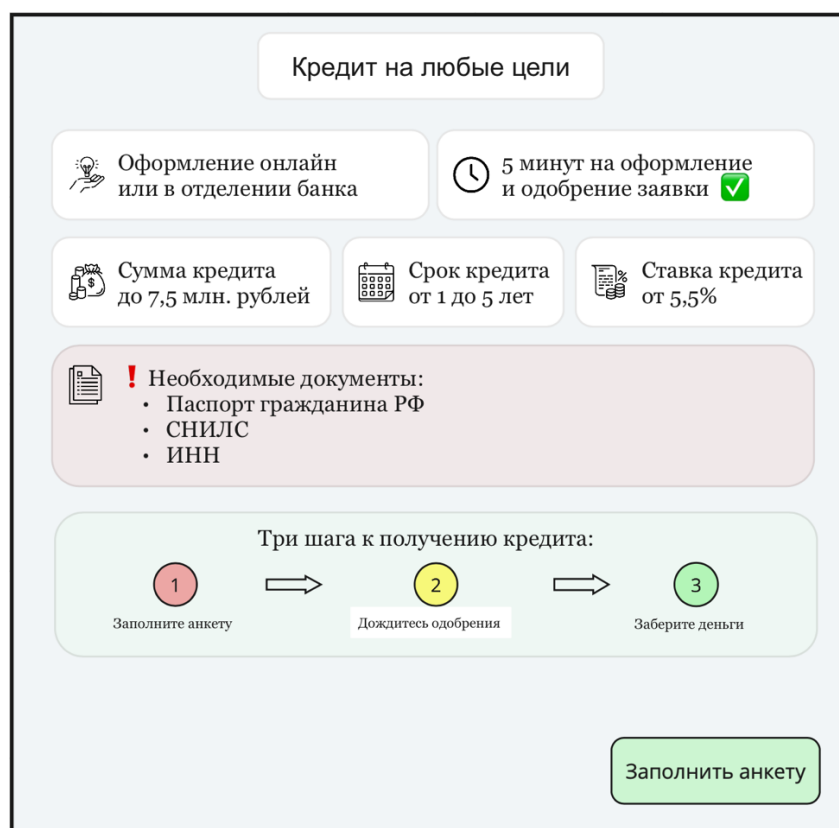 Кредит на любые цели
Оформление онлайн
или в отделении банка
5 минут на оформление
и одобрение заявки ✅
Сумма кредита
до 7,5 млн. рублей
Срок кредита
от 1 до 5 лет
Ставка кредита
от 5,5%
❗ Необходимые документы:
• Паспорт гражданина РФ
• СНИЛС
• ИНН
Три шага к получению кредита:
1
2
3
Заполните анкету
Дождитесь одобрения
Заберите деньги
Заполнить анкету